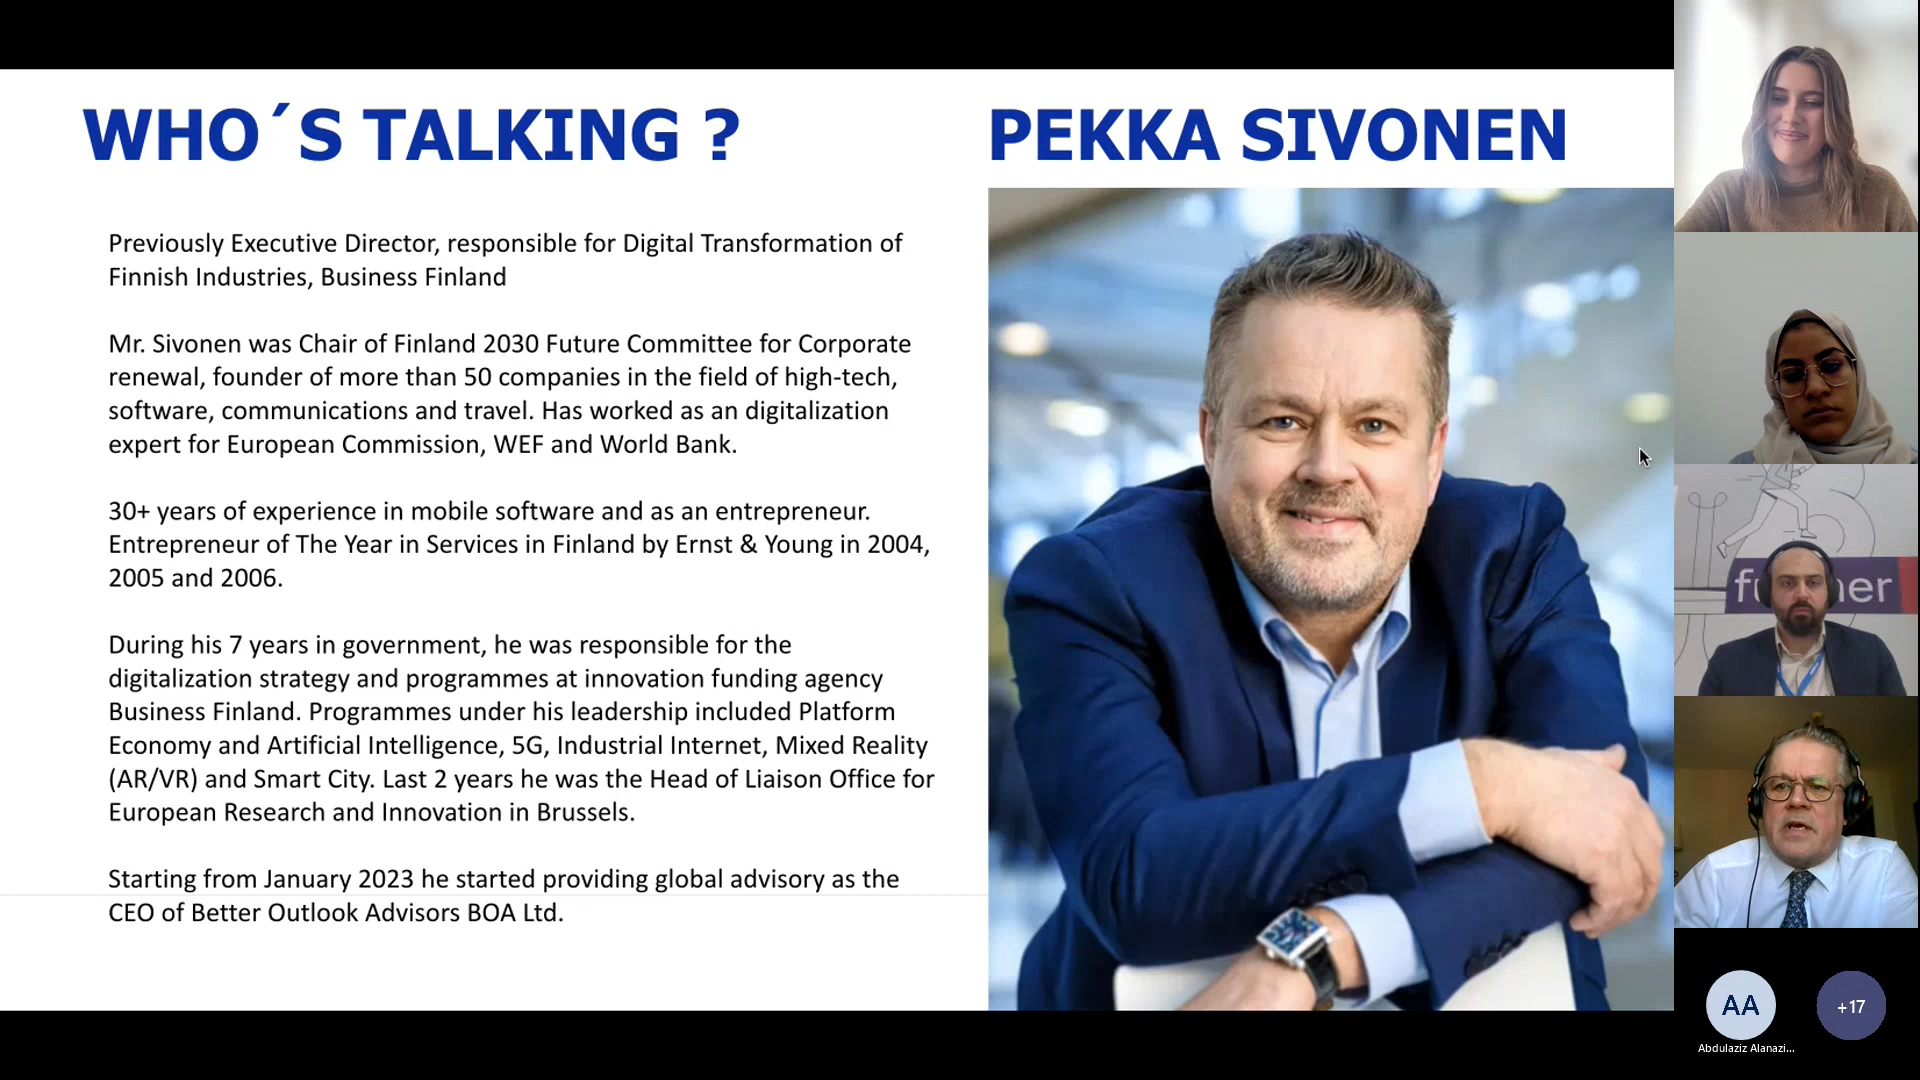 WHO´S TALKING ?
PEKKA SIVONEN
Previously Executive Director, responsible for Digital Transformation of
Finnish Industries, Business Finland
Mr. Sivonen was Chair of Finland 2030 Future Committee for Corporate
renewal, founder of more than 50 companies in the field of high-tech,
software, communications and travel. Has worked as an digitalization
expert for European Commission, WEF and World Bank.
30+ years of experience in mobile software and as an entrepreneur.
Entrepreneur of The Year in Services in Finland by Ernst & Young in 2004,
2005 and 2006.
During his 7 years in government, he was responsible for the
digitalization strategy and programmes at innovation funding agency
Business Finland. Programmes under his leadership included Platform
Economy and Artificial Intelligence, 5G, Industrial Internet, Mixed Reality
(AR/VR) and Smart City. Last 2 years he was the Head of Liaison Office for
European Research and Innovation in Brussels.
Starting from January 2023 he started providing global advisory as the
CEO of Better Outlook Advisors BOA Ltd.
AA
+17
Abdulaziz Alanazi...